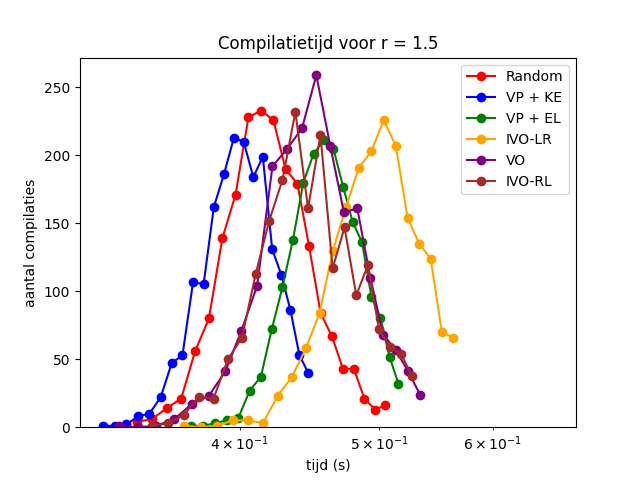 Compilatietijd voor r = 1.5
aantal compilaties
250
200
150
100
50
0
Random
VP + KE
VP + EL
IVO-LR
VO
IVO-RL
4 × 10⁻¹
5 × 10⁻¹
6 × 10⁻¹
tijd (s)